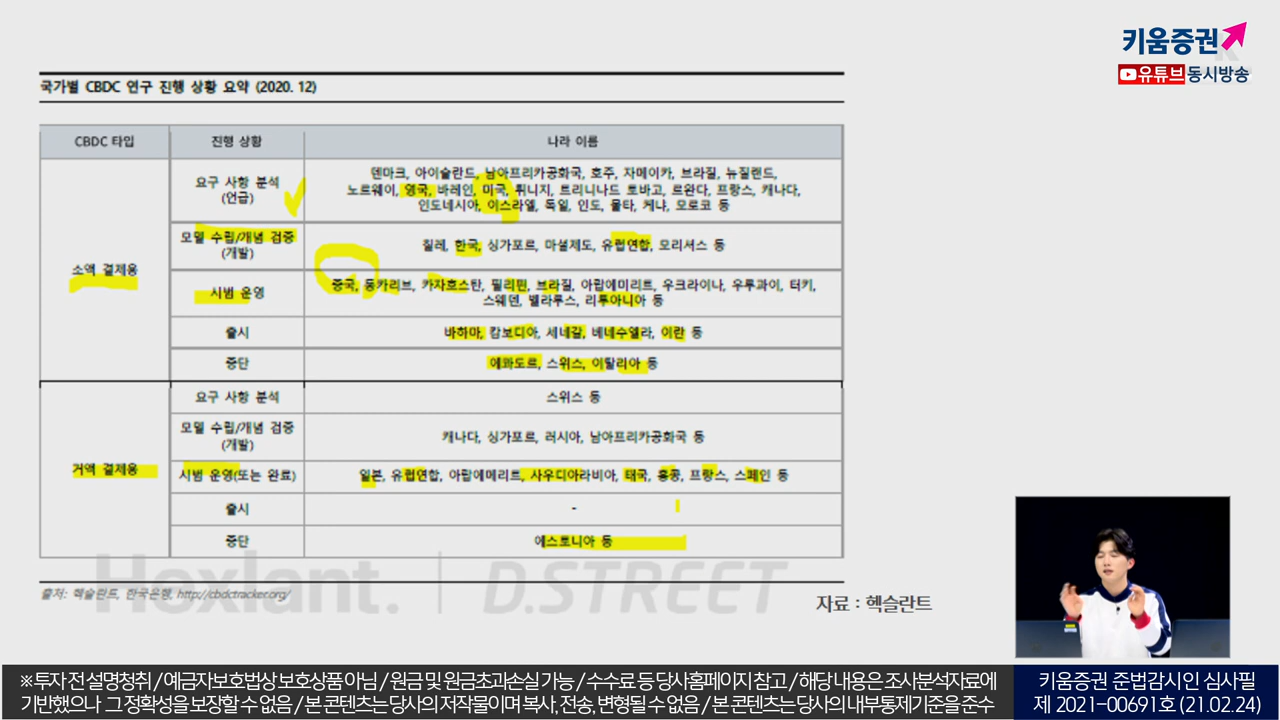 키움증권
유튜브동시방송
국가별 CBDC 연구 진행 상황 요약 (2020. 12)
CBDC 타입
진행 상황
나라 이름
소액 결제용
요구 사항 분석
(언급)
덴마크, 아이슬란드, 남아프리카공화국, 호주, 자메이카, 브라질, 뉴질랜드,
노르웨이, 영국, 바레인, 미국, 튀니지, 트리니나드 토바고, 르완다, 프랑스, 캐나다,
인도네시아, 이스라엘, 독일, 인도, 몰타, 케냐, 모로코 등
모델 수립/개념 검증
(개발)
칠레, 한국, 싱가포르, 마셜제도, 유럽연합, 모리셔스 등
시범 운영
중국, 동카리브, 카자흐스탄, 필리핀, 브라질, 아랍에미리트, 우크라이나, 우루과이, 터키,
스웨덴, 벨라루스, 리투아니아 등
출시
바하마, 캄보디아, 세네갈, 베네수엘라, 이란 등
중단
에콰도르, 스위스, 이탈리아 등
거액 결제용
요구 사항 분석
스위스 등
모델 수립/개념 검증
(개발)
캐나다, 싱가포르, 러시아, 남아프리카공화국 등
시범 운영(또는 완료)
일본, 유럽연합, 아랍에메리트, 사우디아라비아, 태국, 홍콩, 프랑스, 스페인 등
출시
-
중단
에스토니아 등
Hexlant. | D.STREET
출처: 헥슬란트, 한국은행, http://cbdctracker.org/
자료 : 헥슬란트
※ 투자 전 설명청취 / 예금자보호법상 보호상품 아님 / 원금 및 원금초과손실 가능 / 수수료 등 당사홈페이지 참고 / 해당 내용은 조사분석자료에
기반했으나 그 정확성을 보장할 수 없음 / 본 콘텐츠는 당사의 저작물이며 복사, 전송, 변형될 수 없음 / 본 콘텐츠는 당사의 내부통제기준을 준수
키움증권 준법감시인 심사필
제 2021-00691호 (21.02.24)